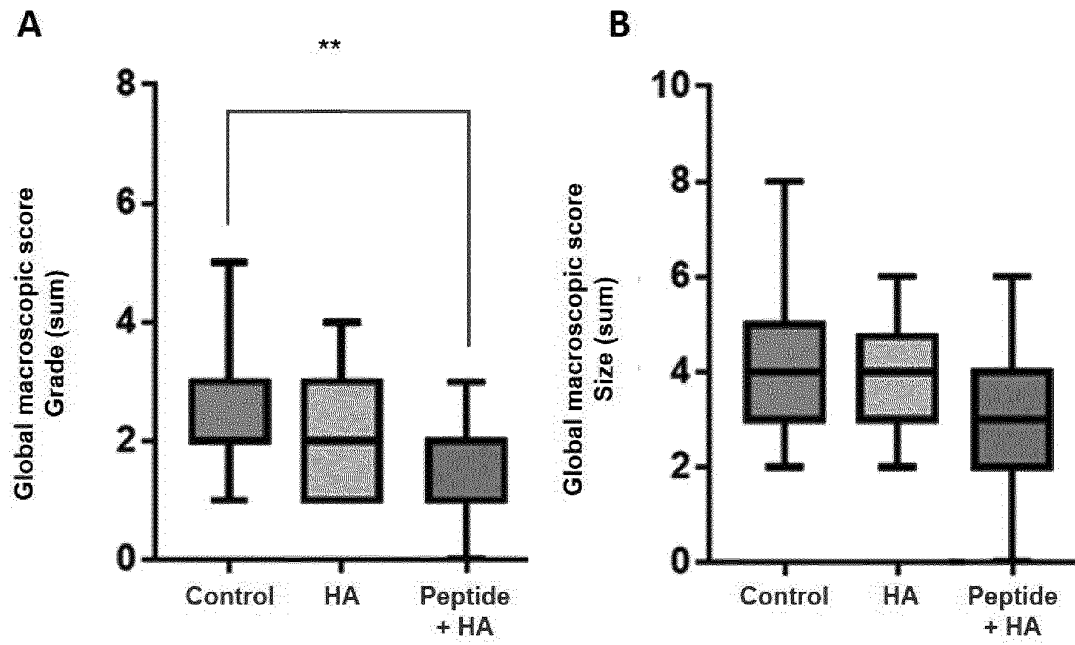 A
**
8
6
4
2
0
Global macroscopic score
Grade (sum)
Control
HA
Peptide
+ HA
B
10
8
6
4
2
0
Global macroscopic score
Size (sum)
Control
HA
Peptide
+ HA